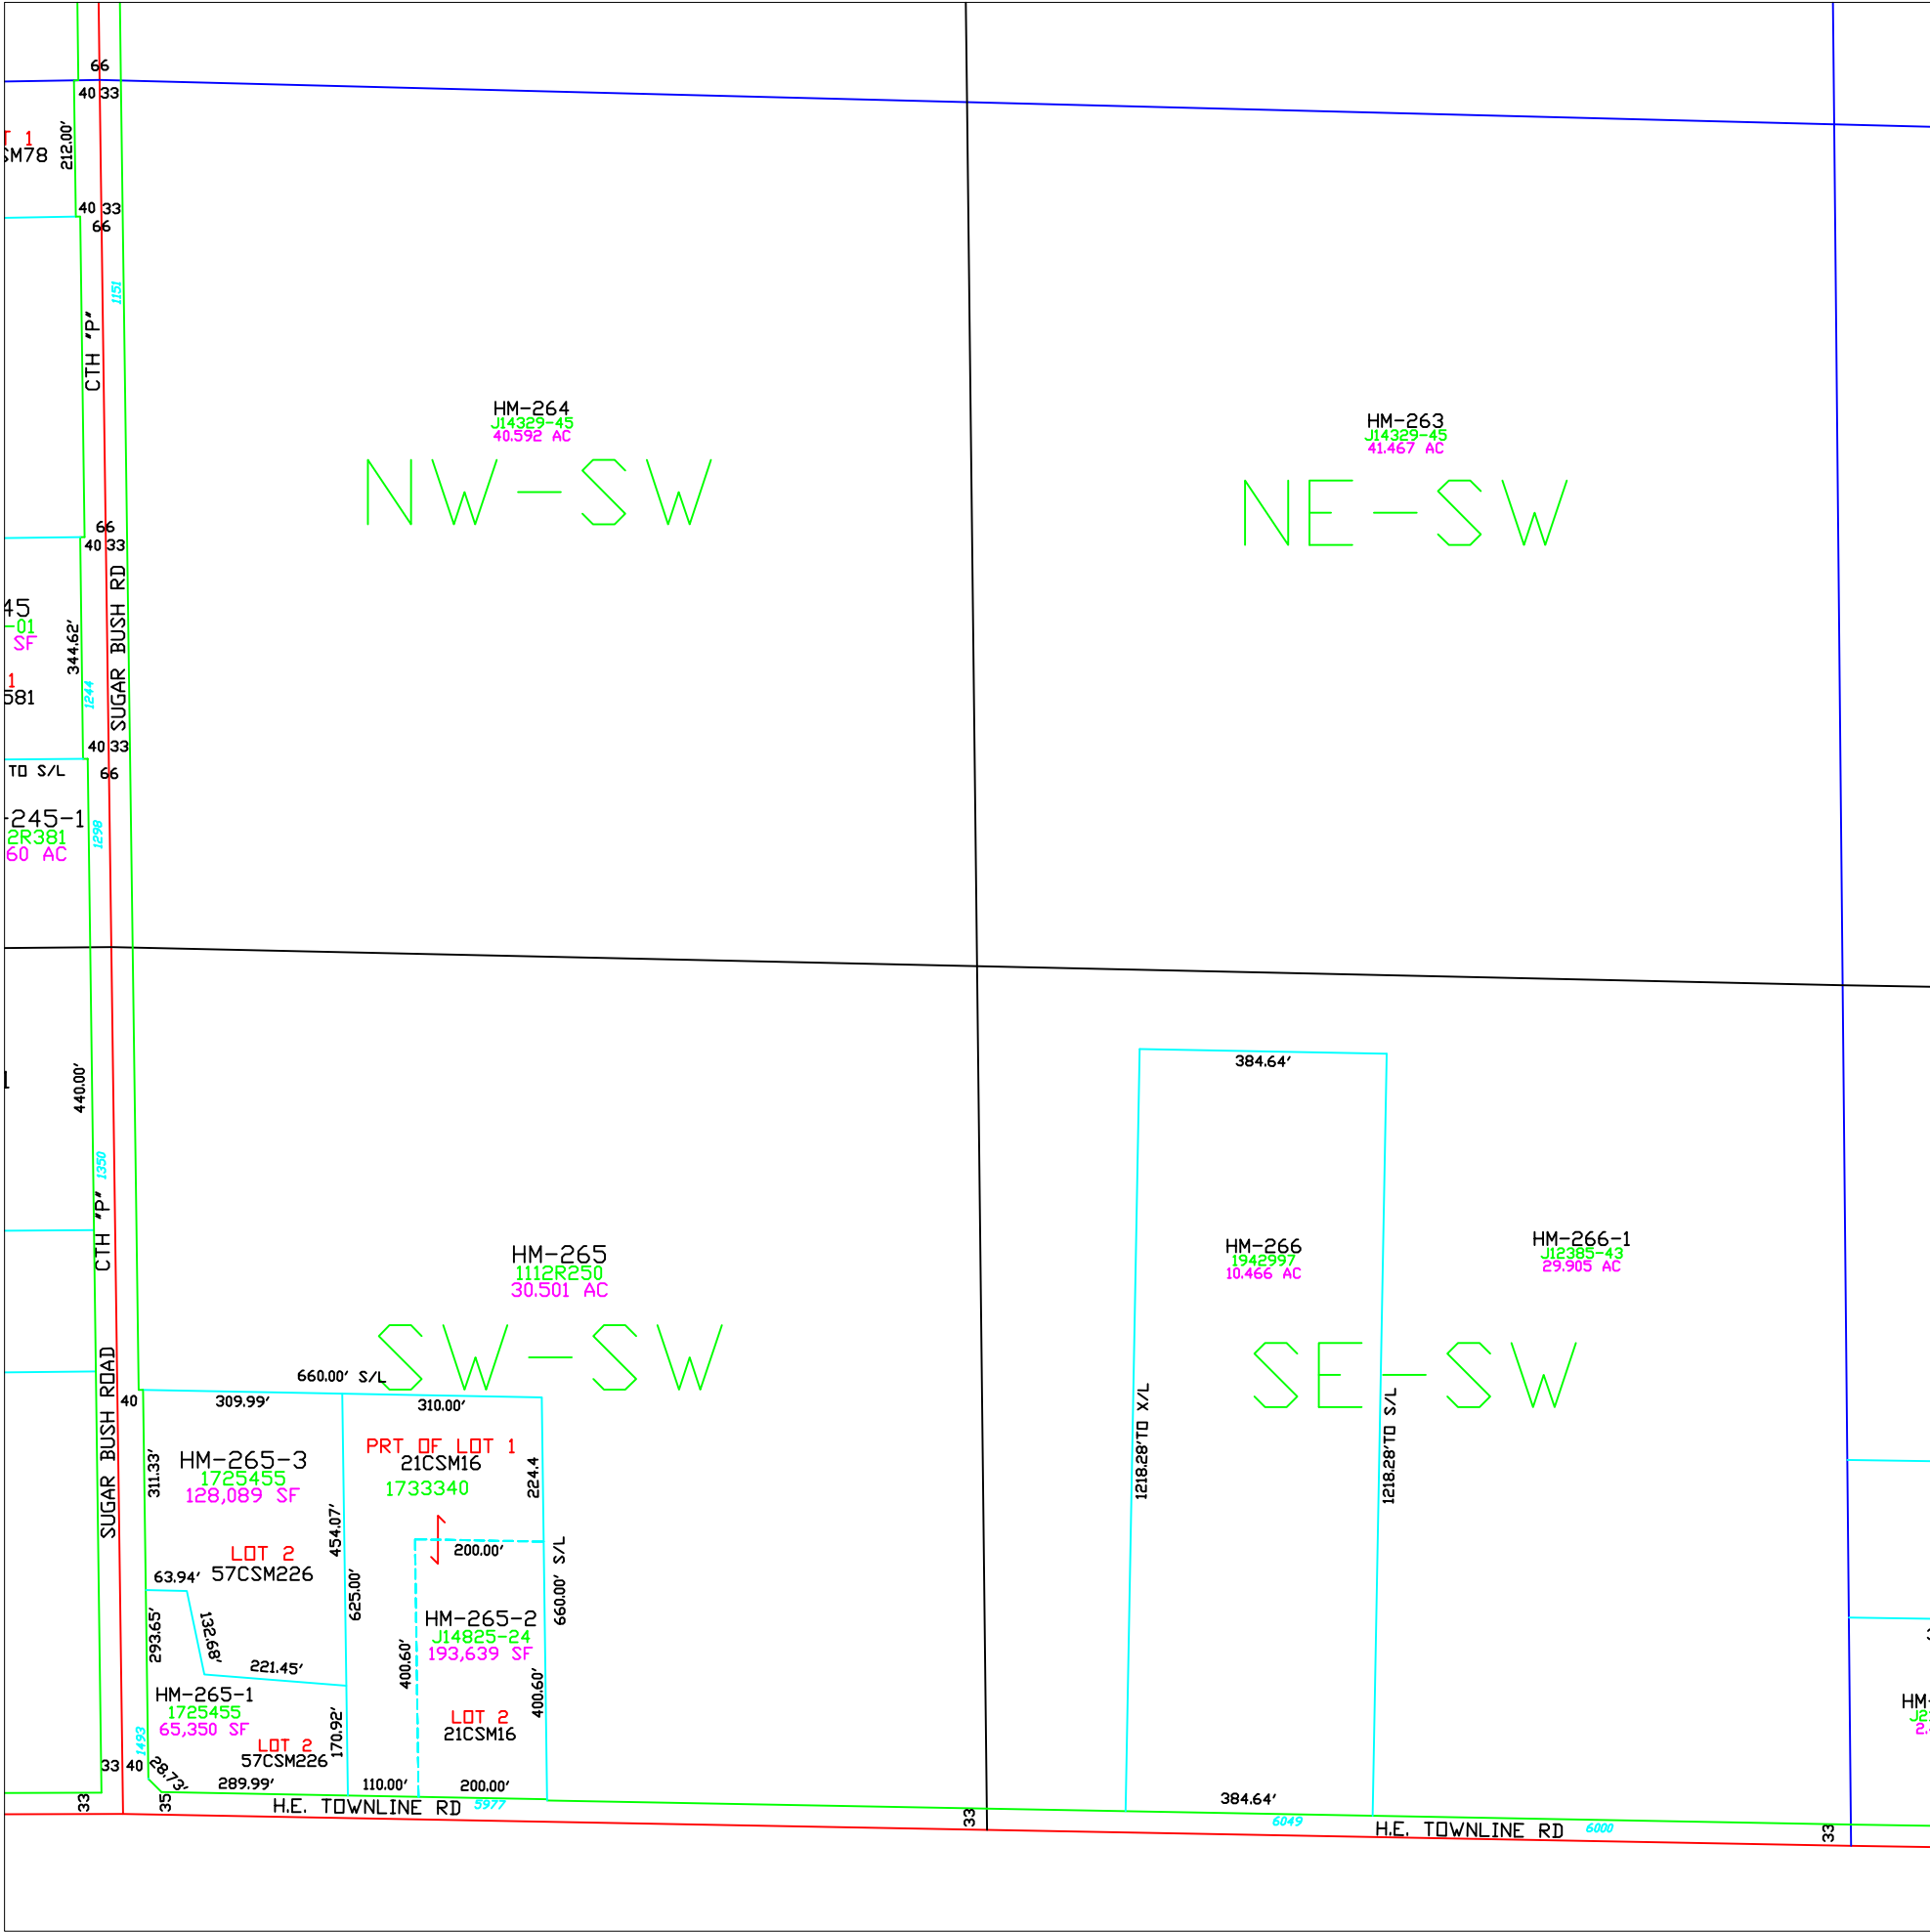 66
40 33
212.00'
T 1
SM78
40 33
66
1151
CTH "P"
HM-264
J14329-45
40.592 AC
NW-SW
HM-263
J14329-45
41.467 AC
NE-SW
66
40 33
SUGAR BUSH RD
45
-01
SF
344.62'
1
581
1244
40 33
TO S/L
66
-245-1
2R381
60 AC
1298
440.00'
1
1350
CTH "P"
384.64'
HM-265
1112R250
30.501 AC
SW-SW
HM-266
1942997
10.466 AC
HM-266-1
J12385-43
29.905 AC
SE-SW
1218.28'TO X/L
1218.28'TO S/L
SUGAR BUSH ROAD
660.00' S/L
40
309.99'
310.00'
311.33'
HM-265-3
1725455
128,089 SF
PRT OF LOT 1
21CSM16
1733340
224.4
454.07'
LOT 2
57CSM226
200.00'
660.00' S/L
63.94'
625.00'
293.65'
132.68'
HM-265-2
J14825-24
193,639 SF
400.60'
400.60'
221.45'
HM-265-1
1725455
65,350 SF
170.92'
LOT 2
21CSM16
1493
LOT 2
57CSM226
33 40
28.73'
289.99'
110.00'
200.00'
33
35
H.E. TOWNLINE RD
5977
33
384.64'
6049
H.E. TOWNLINE RD
6000
33
HM-
2.